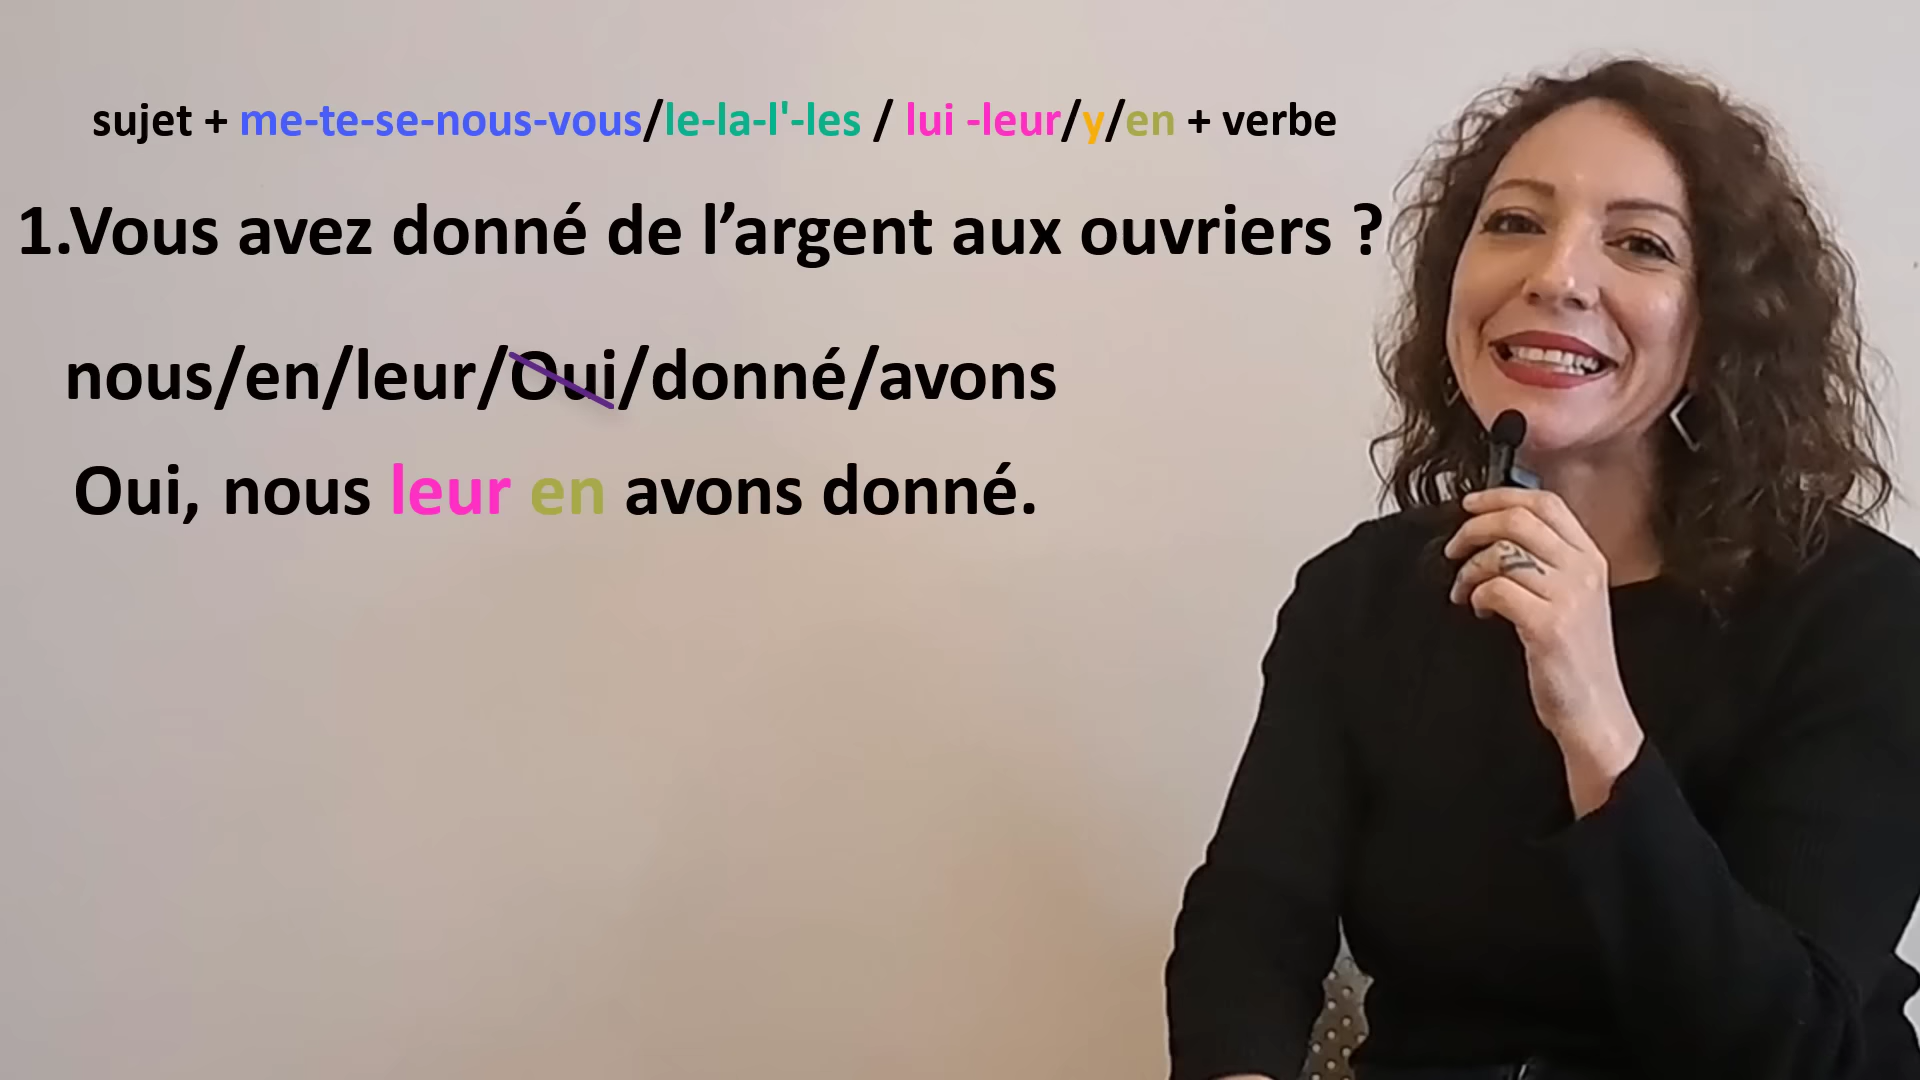 sujet + me-te-se-nous-vous/le-la-l'-les / lui -leur/y/en + verbe
1.Vous avez donné de l’argent aux ouvriers ?
nous/en/leur/Oui/donné/avons
Oui, nous leur en avons donné.